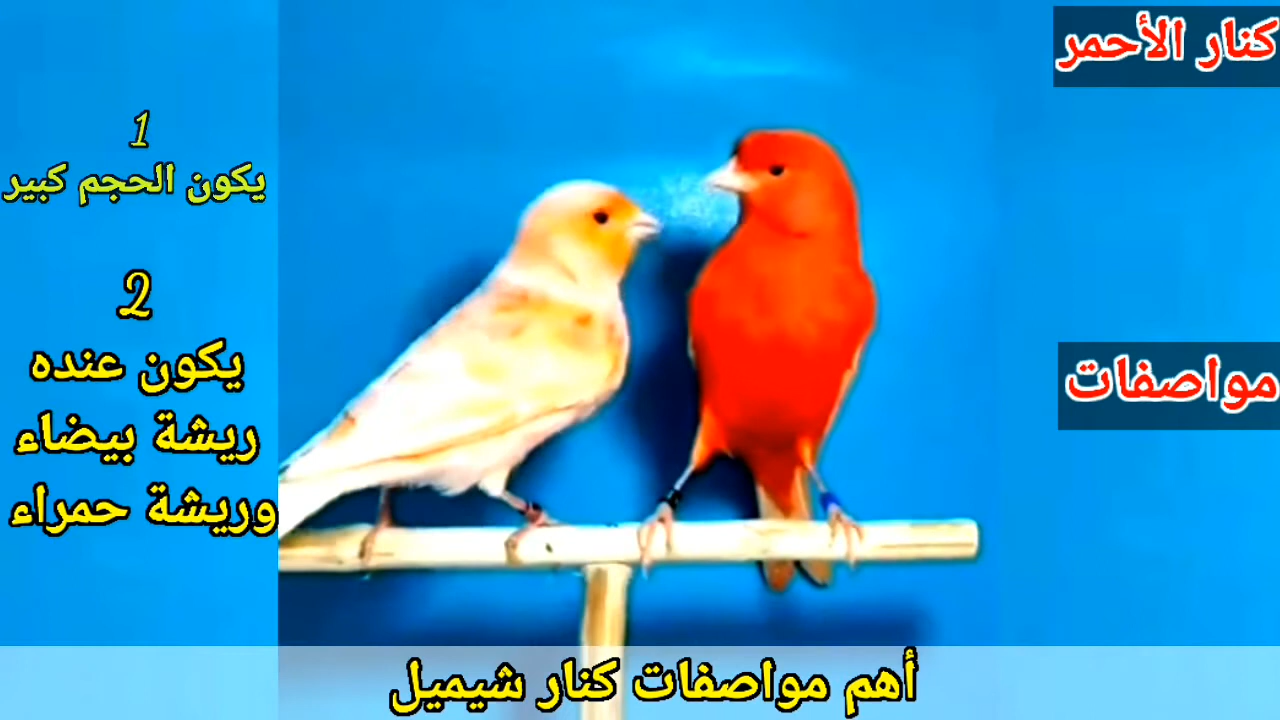 كنار الأحمر
مواصفات
1
يكون الحجم كبير
2
يكون عنده
ريشة بيضاء
وريشة حمراء
أهم مواصفات كنار شيميل